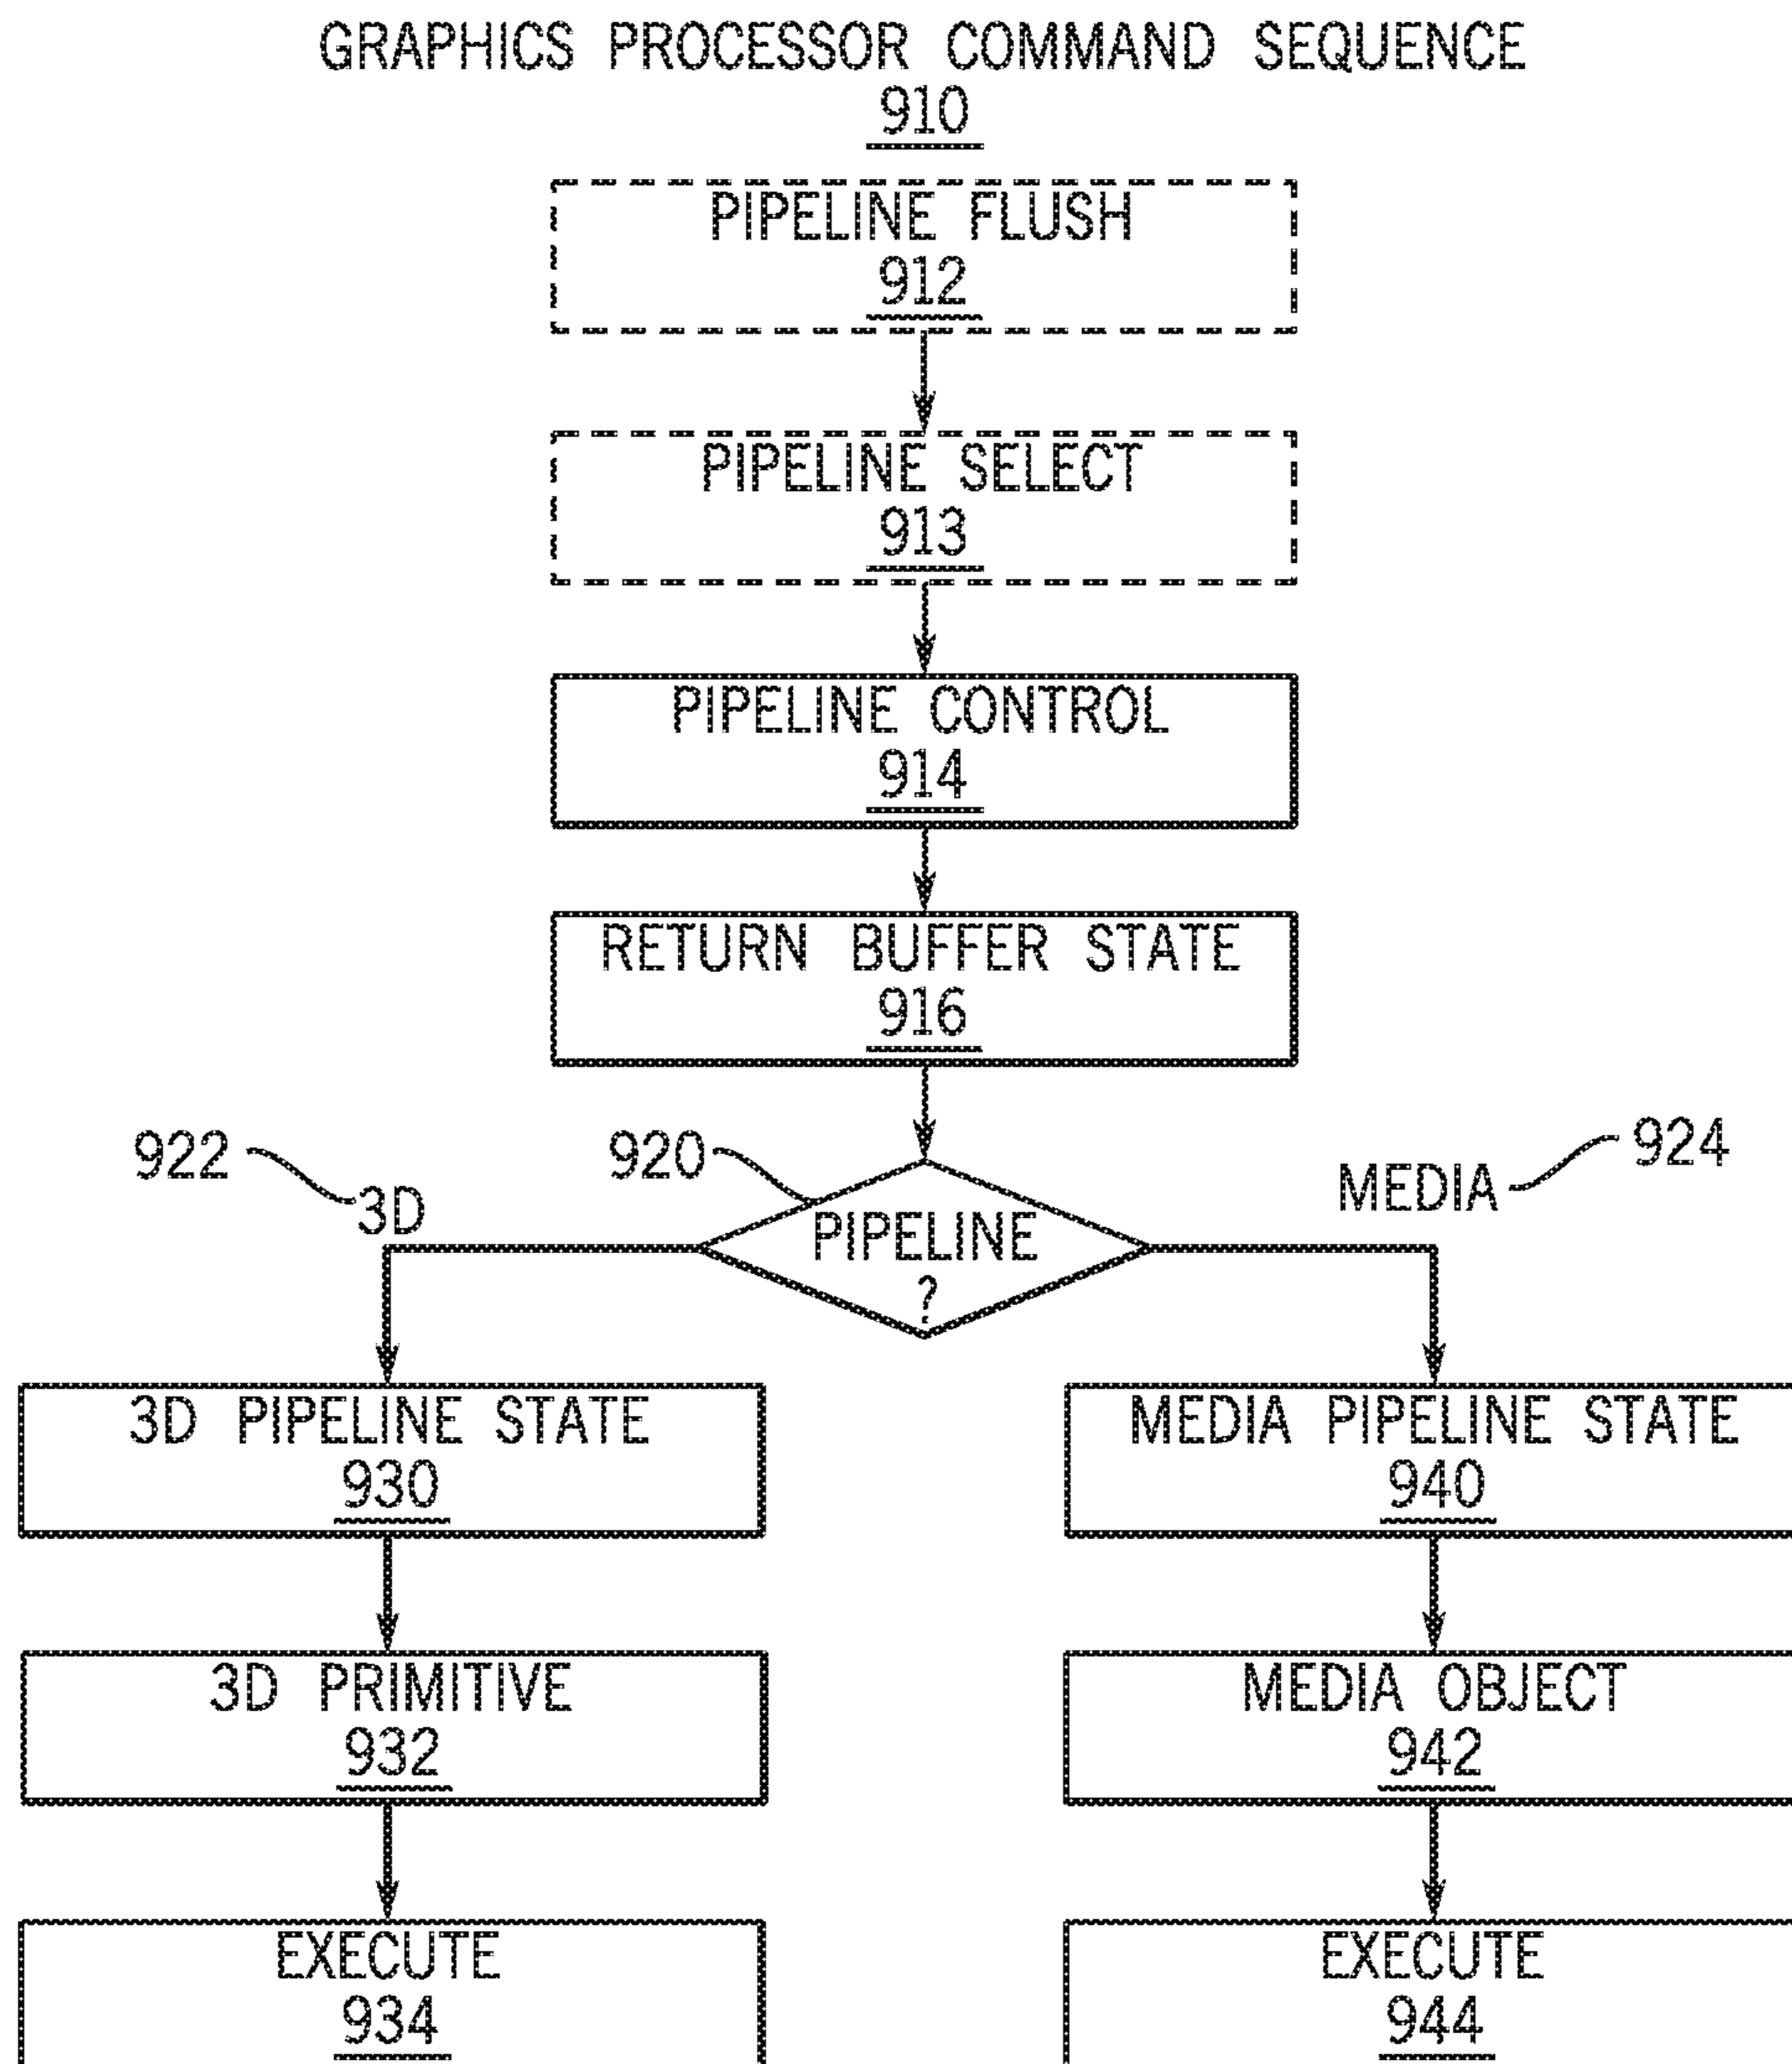 GRAPHICS PROCESSOR COMMAND SEQUENCE
910
PIPELINE FLUSH
912
PIPELINE SELECT
913
PIPELINE CONTROL
914
RETURN BUFFER STATE
916
922
3D
920
PIPELINE
?
MEDIA
924
3D PIPELINE STATE
930
MEDIA PIPELINE STATE
940
3D PRIMITIVE
932
MEDIA OBJECT
942
EXECUTE
934
EXECUTE
944